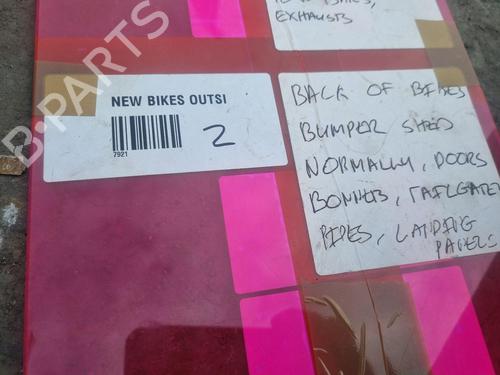 EXHAUSTS
NEW BIKES OUTSI
7921
2
BACK OF BIKES
BUMPER SHED
NORMALLY, DOORS
BONNETS, TAILGATES
PIPES, LANDING
PANELS
B-PARTS